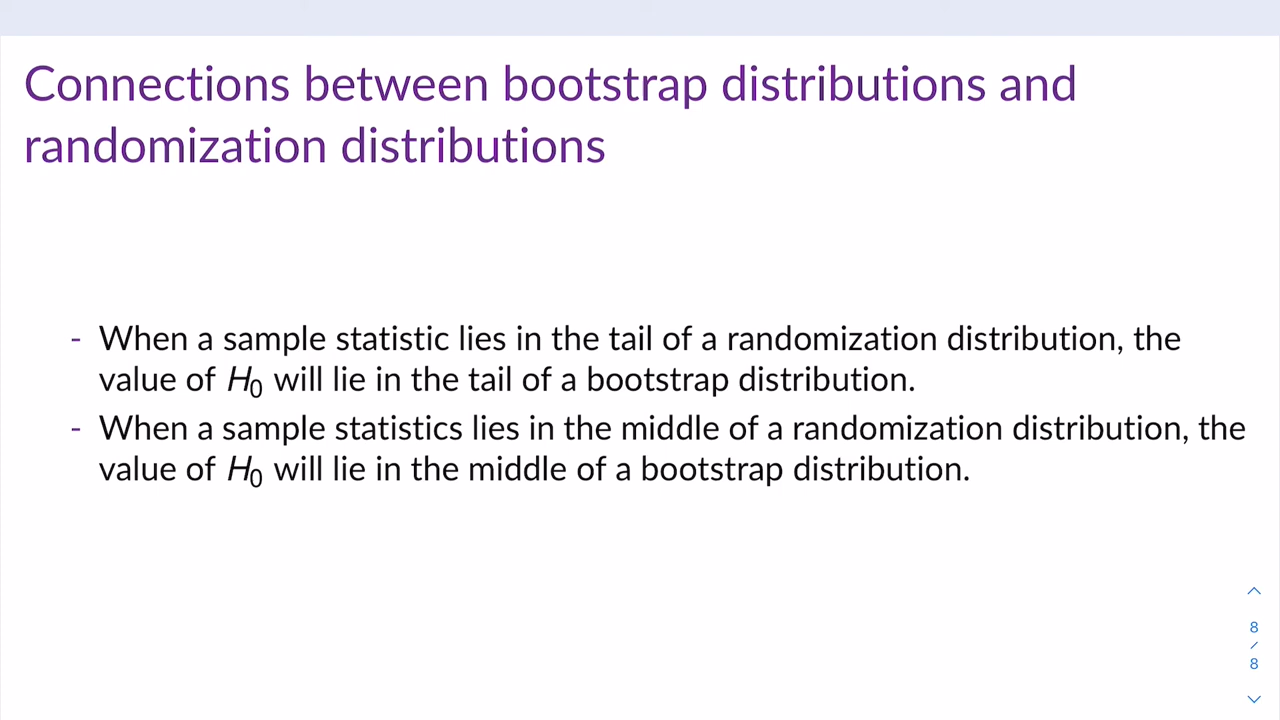 Connections between bootstrap distributions and
randomization distributions
- When a sample statistic lies in the tail of a randomization distribution, the
value of H₀ will lie in the tail of a bootstrap distribution.
- When a sample statistics lies in the middle of a randomization distribution, the
value of H₀ will lie in the middle of a bootstrap distribution.
8
/
8